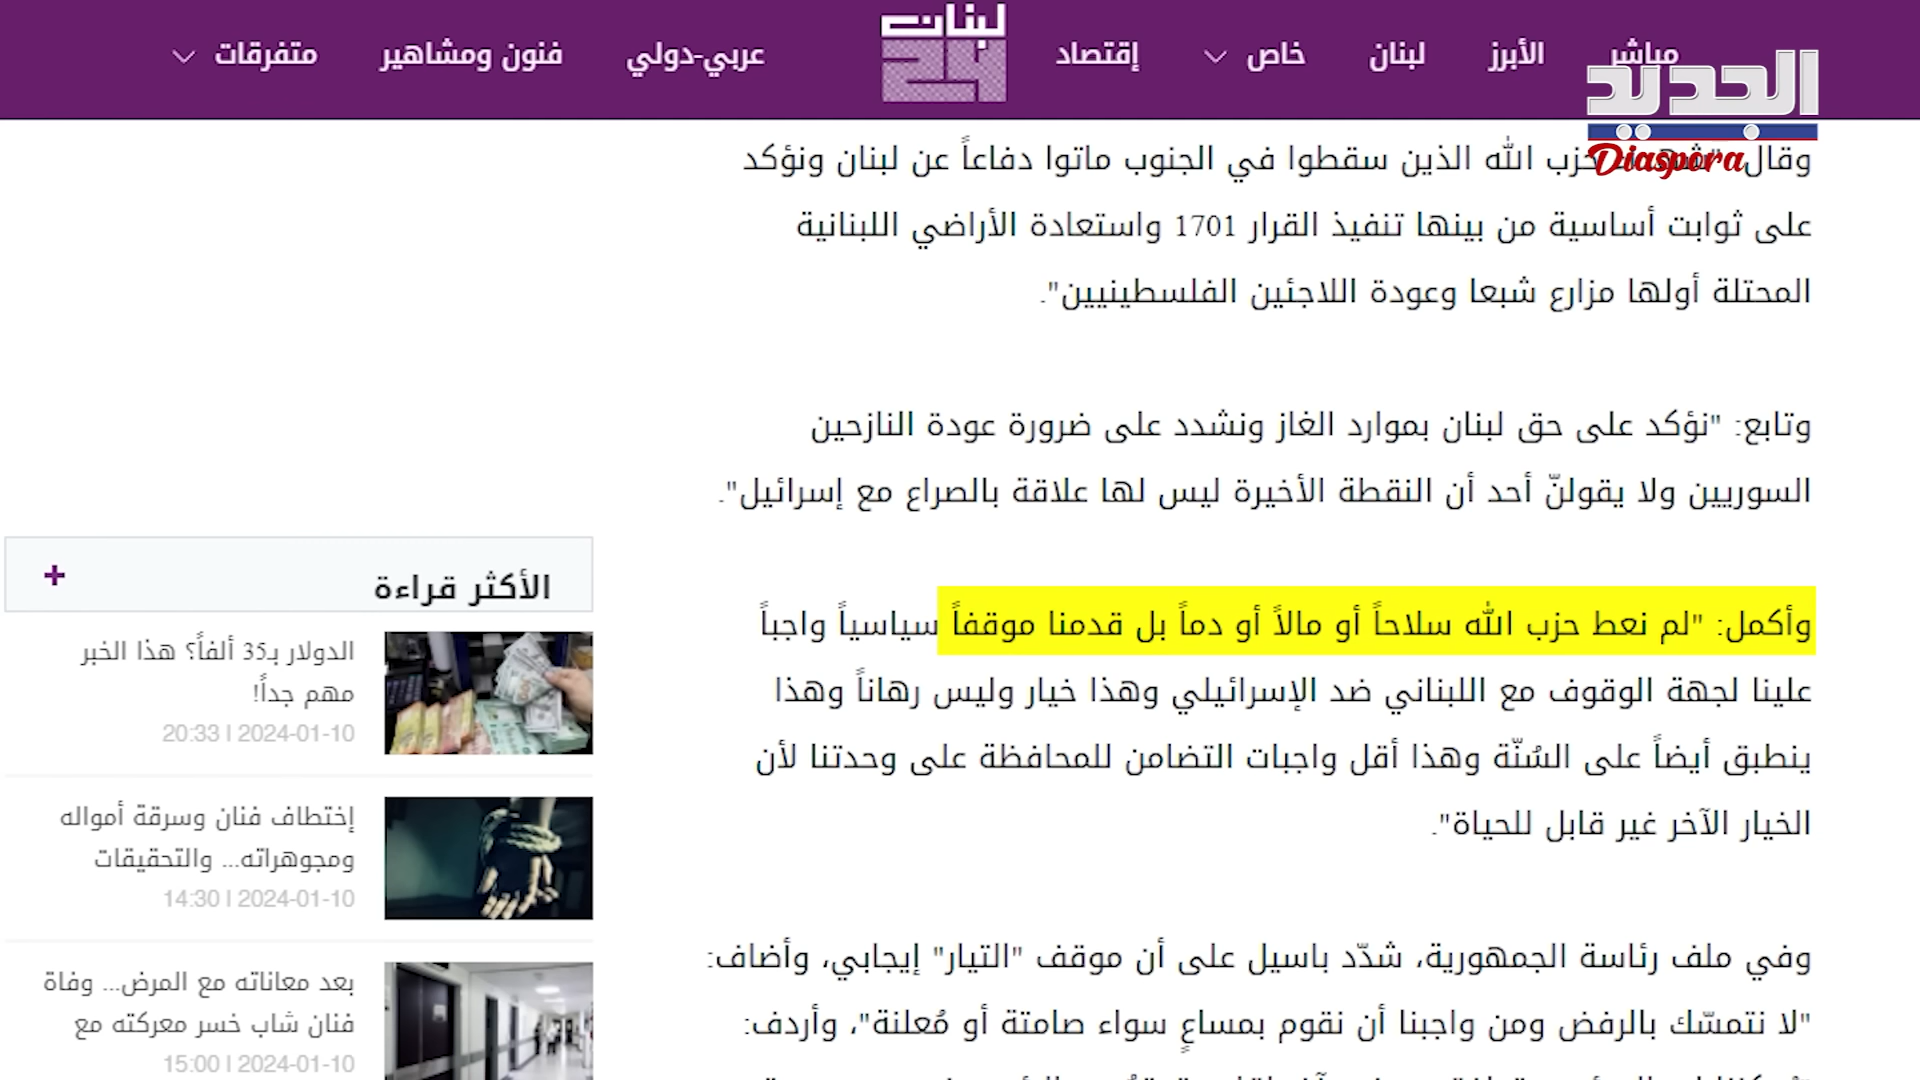 مباشر
الأبرز
لبنان
خاص
إقتصاد
لبنان
24
عربي-دولي
فنون ومشاهير
متفرقات
الجديد
Diaspora
وقال: حزب الله الذين سقطوا في الجنوب ماتوا دفاعاً عن لبنان ونؤكد
على ثوابت أساسية من بينها تنفيذ القرار 1701 واستعادة الأراضي اللبنانية
المحتلة أولها مزارع شبعا وعودة اللاجئين الفلسطينيين".
وتابع: "نؤكد على حق لبنان بموارد الغاز ونشدد على ضرورة عودة النازحين
السوريين ولا يقولنّ أحد أن النقطة الأخيرة ليس لها علاقة بالصراع مع إسرائيل".
وأكمل: "لم نعط حزب الله سلاحاً أو مالاً أو دماً بل قدمنا موقفاً سياسياً واجباً
علينا لجهة الوقوف مع اللبناني ضد الإسرائيلي وهذا خيار وليس رهاناً وهذا
ينطبق أيضاً على السُنّة وهذا أقل واجبات التضامن للمحافظة على وحدتنا لأن
الخيار الآخر غير قابل للحياة".
وفي ملف رئاسة الجمهورية، شدّد باسيل على أن موقف "التيار" إيجابي، وأضاف:
"لا نتمسّك بالرفض ومن واجبنا أن نقوم بمساعٍ سواء صامتة أو مُعلنة"، وأردف:
الأكثر قراءة
+
الدولار بـ35 ألفاً؟ هذا الخبر
مهم جداً!
20:33 | 2024-01-10
إختطاف فنان وسرقة أمواله
ومجوهراته... والتحقيقات
14:30 | 2024-01-10
بعد معاناته مع المرض... وفاة
فنان شاب خسر معركته مع
15:00 | 2024-01-10